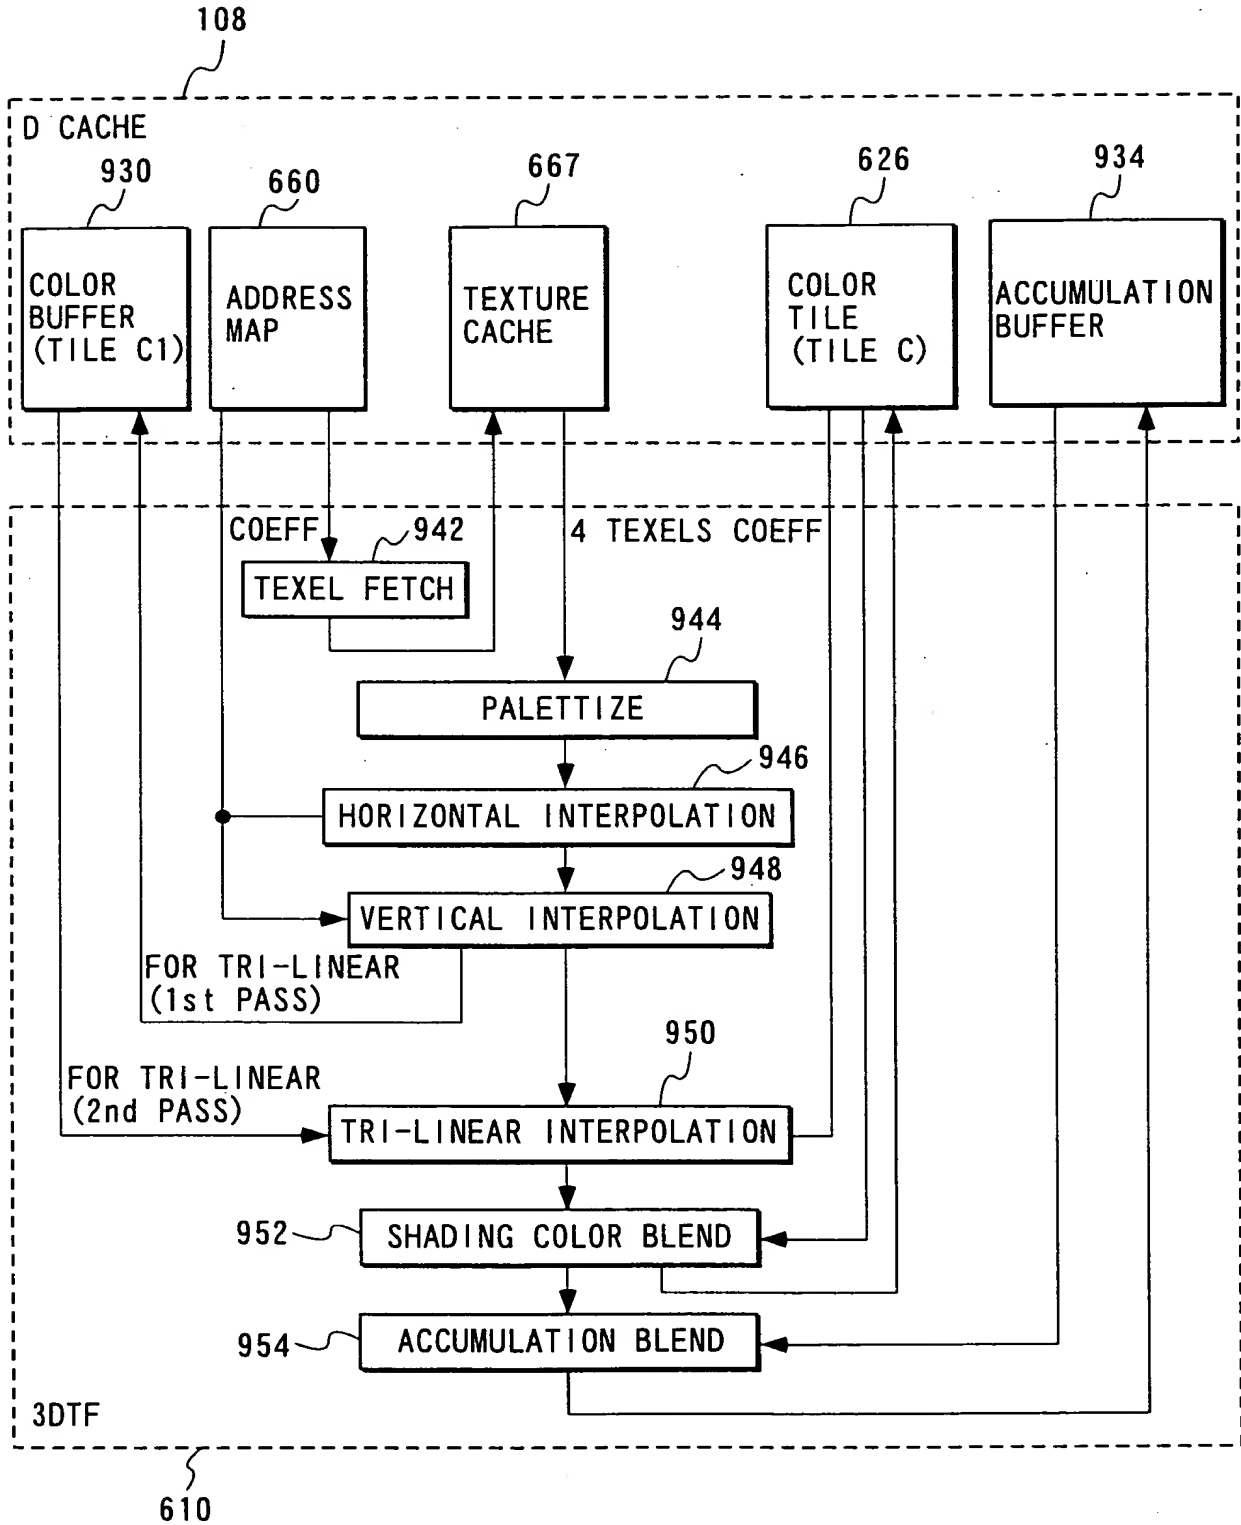 108
D CACHE
930
660
667
626
934
COLOR
BUFFER
(TILE C1)
ADDRESS
MAP
TEXTURE
CACHE
COLOR
TILE
(TILE C)
ACCUMULATION
BUFFER
COEFF
942
4 TEXELS COEFF
TEXEL FETCH
944
PALETTIZE
946
HORIZONTAL INTERPOLATION
948
VERTICAL INTERPOLATION
FOR TRI-LINEAR
(1st PASS)
950
FOR TRI-LINEAR
(2nd PASS)
TRI-LINEAR INTERPOLATION
952
SHADING COLOR BLEND
954
ACCUMULATION BLEND
3DTF
610